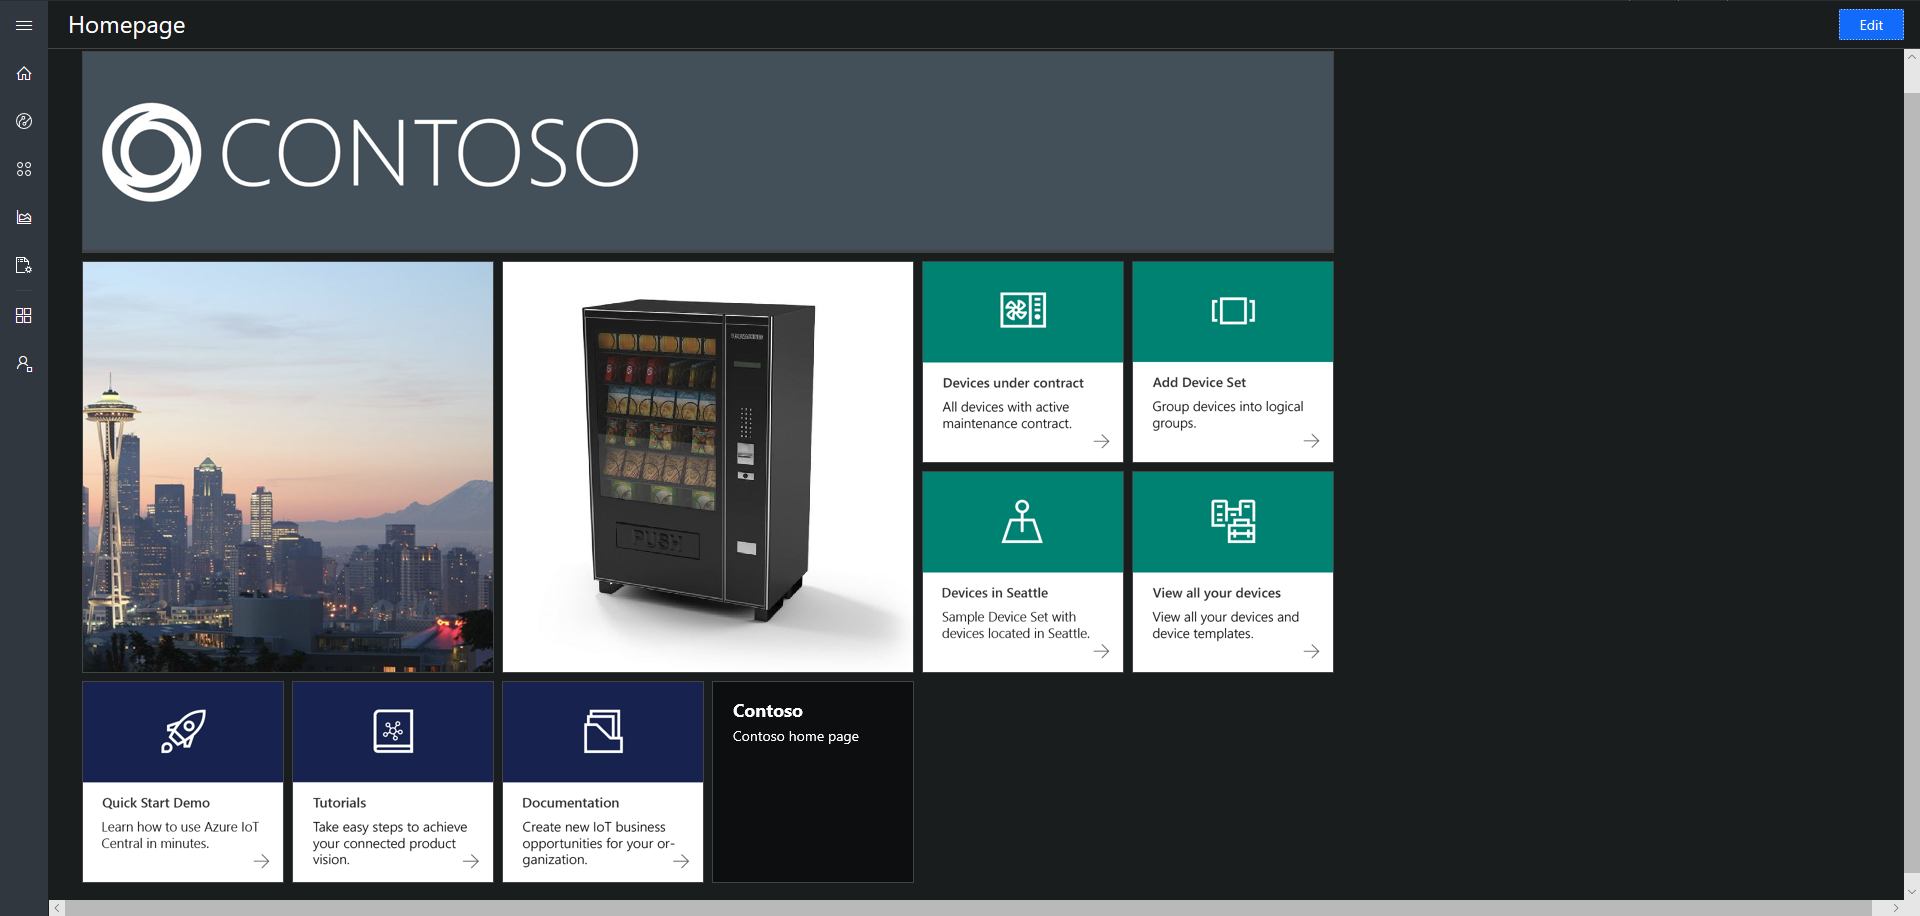 Homepage
Edit
CONTOSO
PUSH
Devices under contract
All devices with active
maintenance contract.
Add Device Set
Group devices into logical
groups.
Devices in Seattle
Sample Device Set with
devices located in Seattle.
View all your devices
View all your devices and
device templates.
Quick Start Demo
Learn how to use Azure IoT
Central in minutes.
Tutorials
Take easy steps to achieve
your connected product
vision.
Documentation
Create new IoT business
opportunities for your or-
ganization.
Contoso
Contoso home page